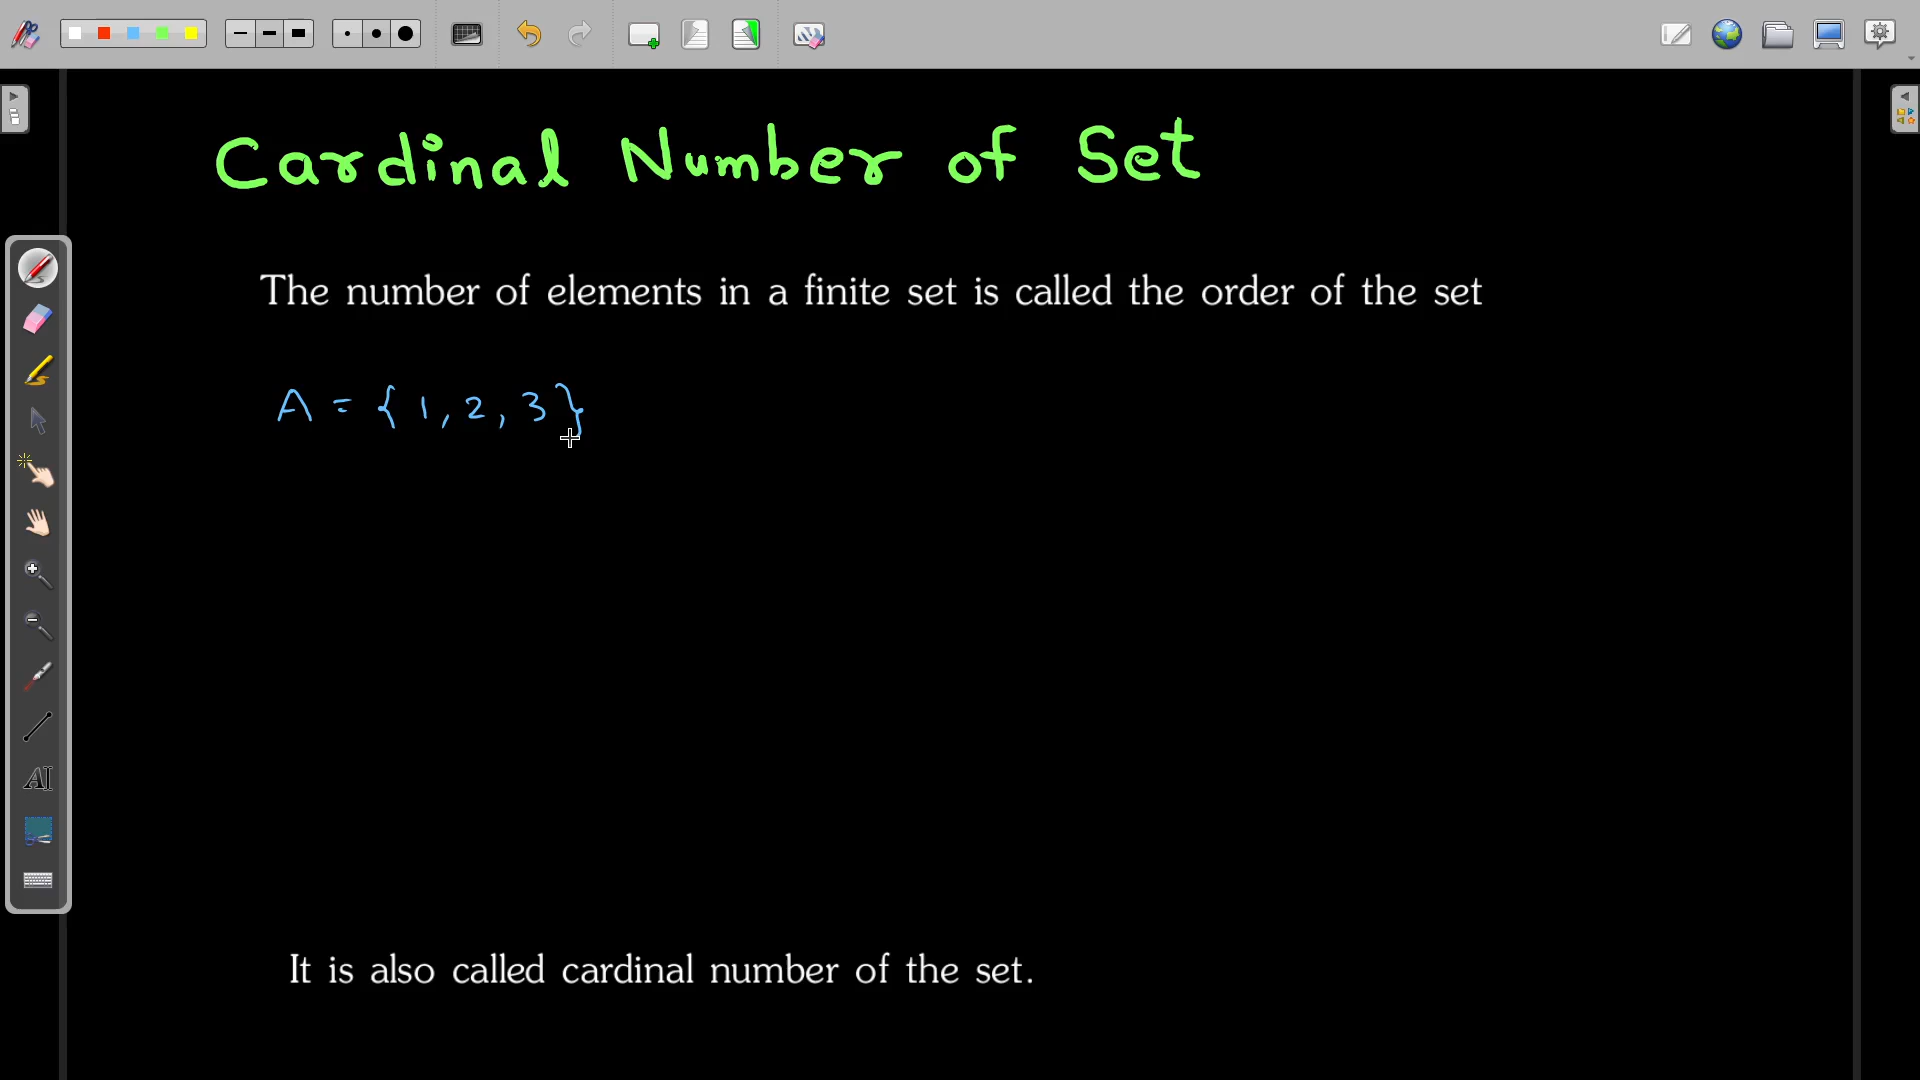 Cardinal Number of Set
The number of elements in a finite set is called the order of the set
A = { 1, 2, 3 }
It is also called cardinal number of the set.